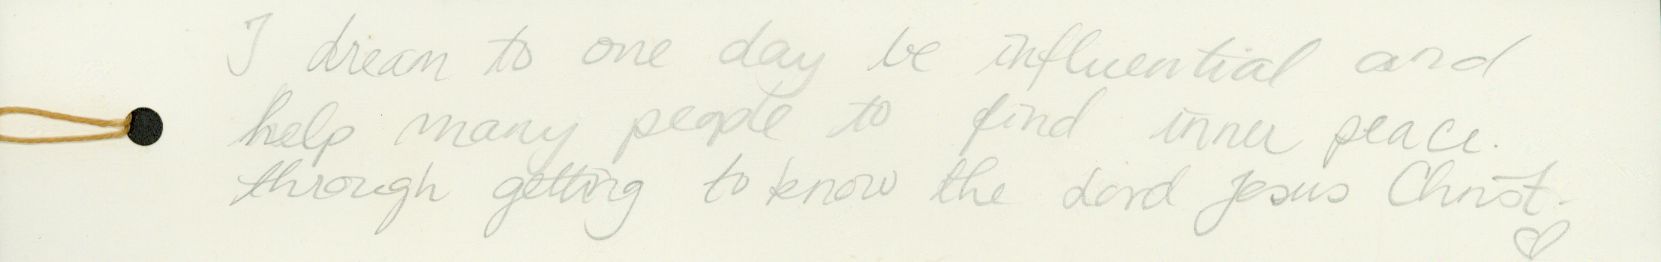 I dream to one day be influential and
help many people to find inner peace.
through getting to know the Lord Jesus Christ.